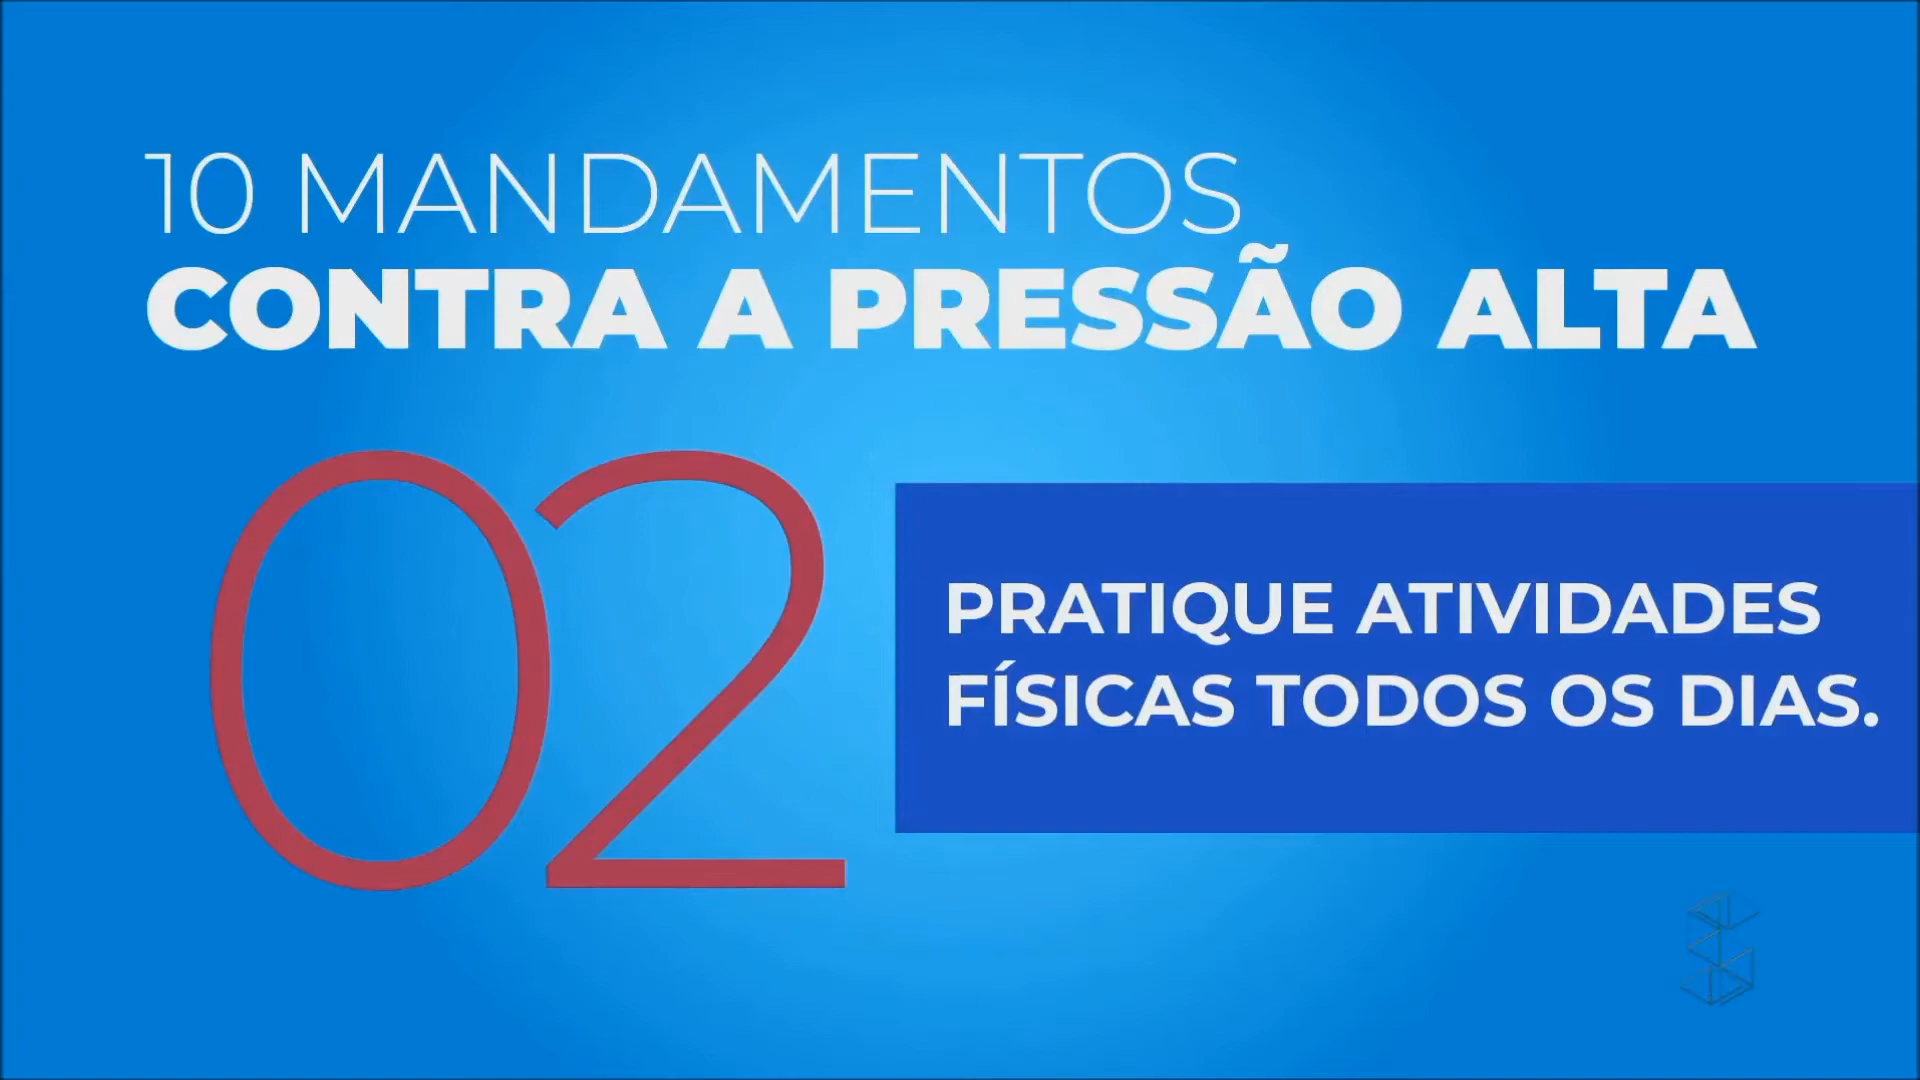 10 MANDAMENTOS
CONTRA A PRESSÃO ALTA
02
PRATIQUE ATIVIDADES
FÍSICAS TODOS OS DIAS.